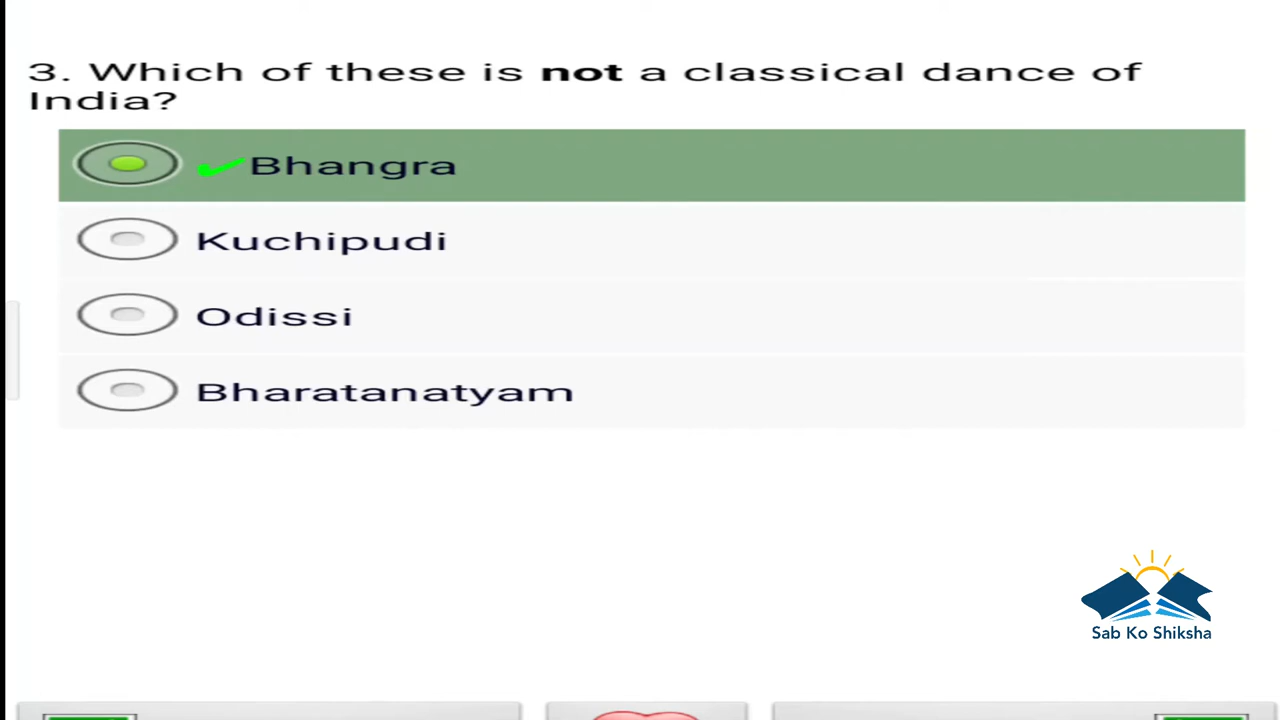 3. Which of these is not a classical dance of
India?
Bhangra
Kuchipudi
Odissi
Bharatanatyam
Sab Ko Shiksha